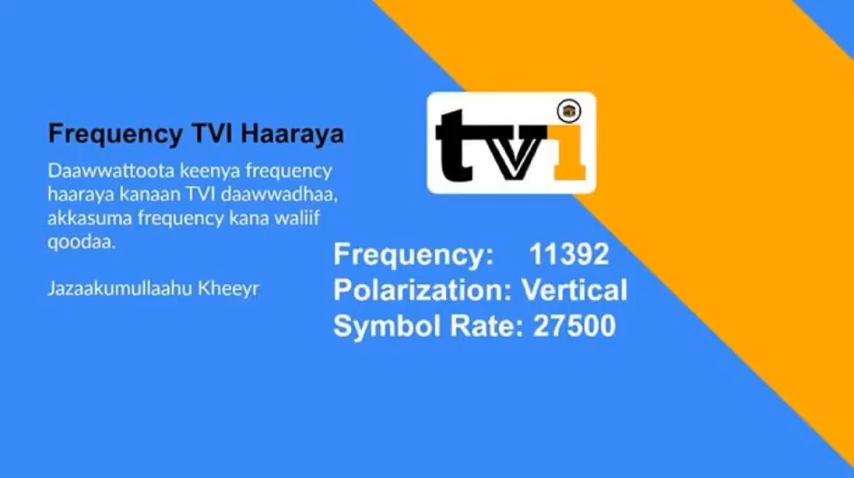 Frequency TVI Haaraya
Daawwattoota keenya frequency
haaraya kanaan TVI daawwadhaa,
akkasuma frequency kana waliif
qoodaa.
Jazaakumullaahu Kheeyr
tvi
Frequency: 11392
Polarization: Vertical
Symbol Rate: 27500